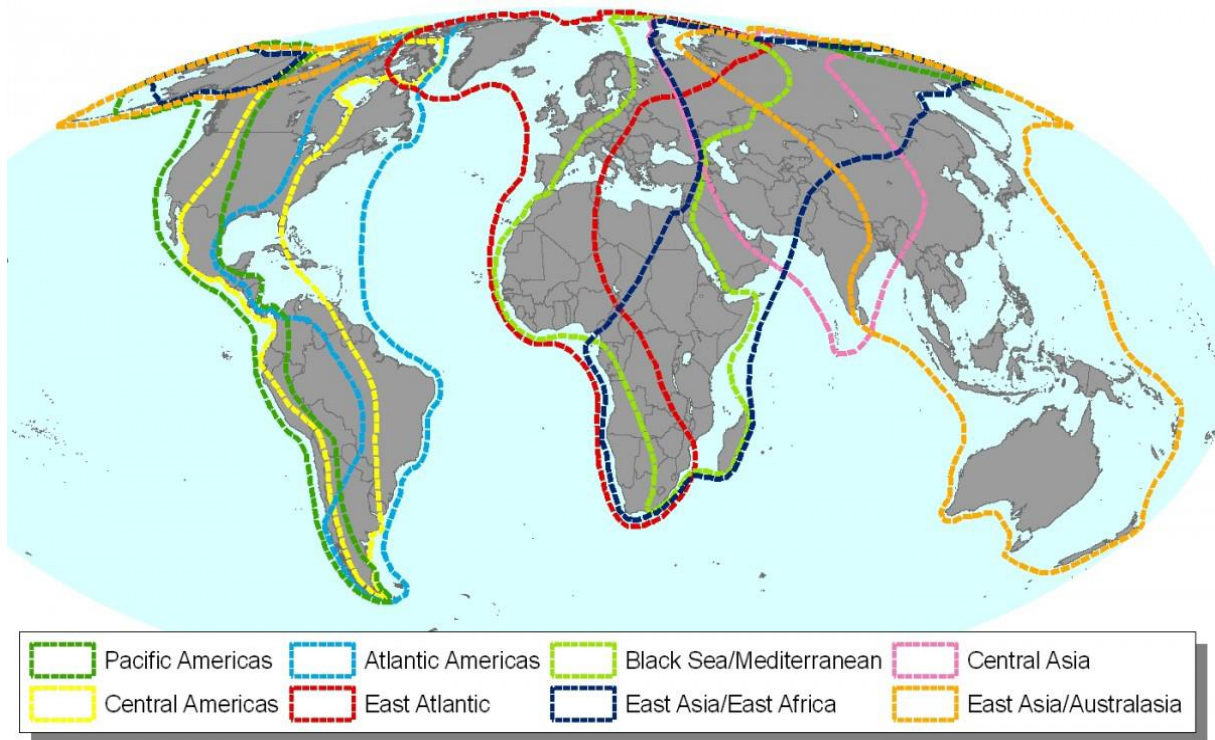 Pacific Americas
Atlantic Americas
Black Sea/Mediterranean
Central Asia
Central Americas
East Atlantic
East Asia/East Africa
East Asia/Australasia